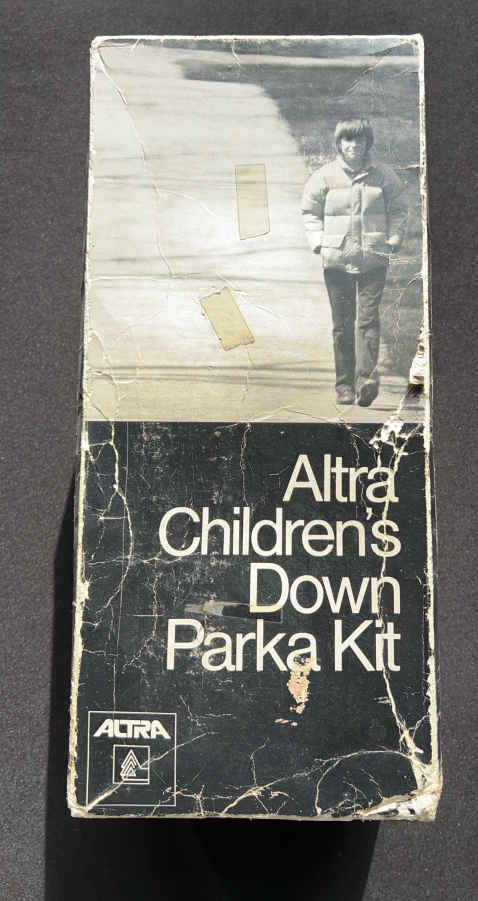 Altra
Children's
Down
Parka Kit
ALTRA